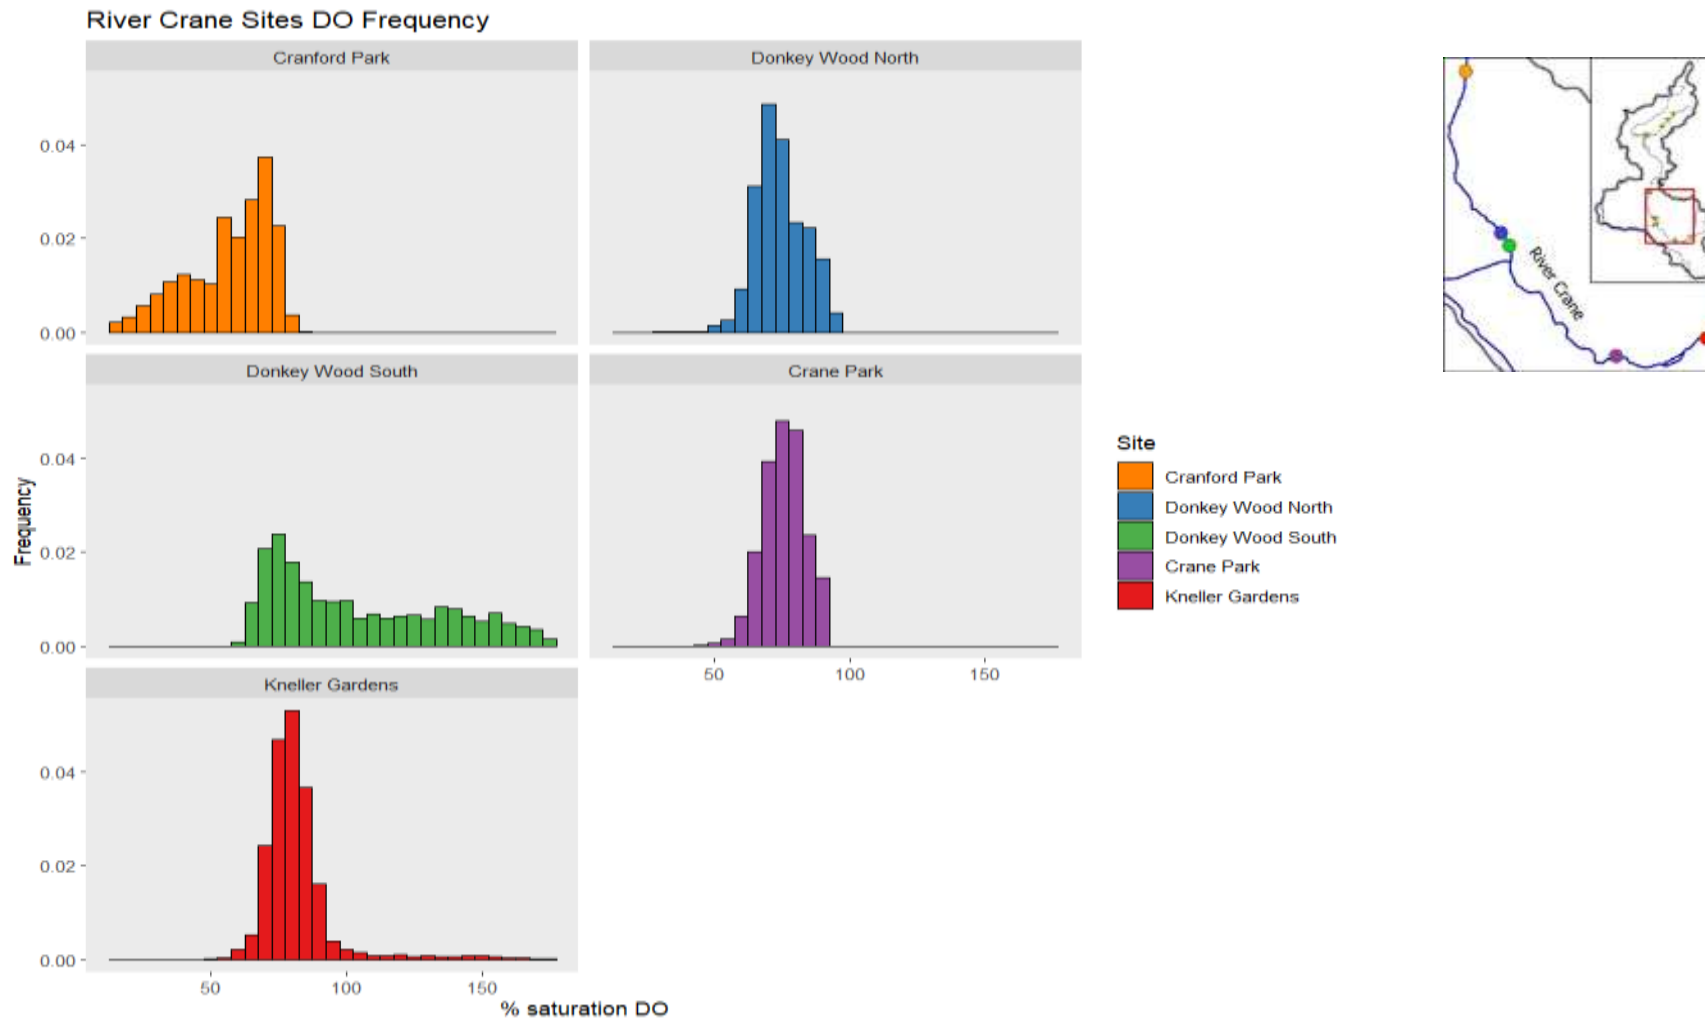 River Crane Sites DO Frequency
Cranford Park
Donkey Wood North
0.04
0.02
0.00
Donkey Wood South
Crane Park
0.04
0.02
0.00
50
100
150
Kneller Gardens
0.04
0.02
0.00
50
100
150
Frequency
% saturation DO
Site
Cranford Park
Donkey Wood North
Donkey Wood South
Crane Park
Kneller Gardens
River Crane